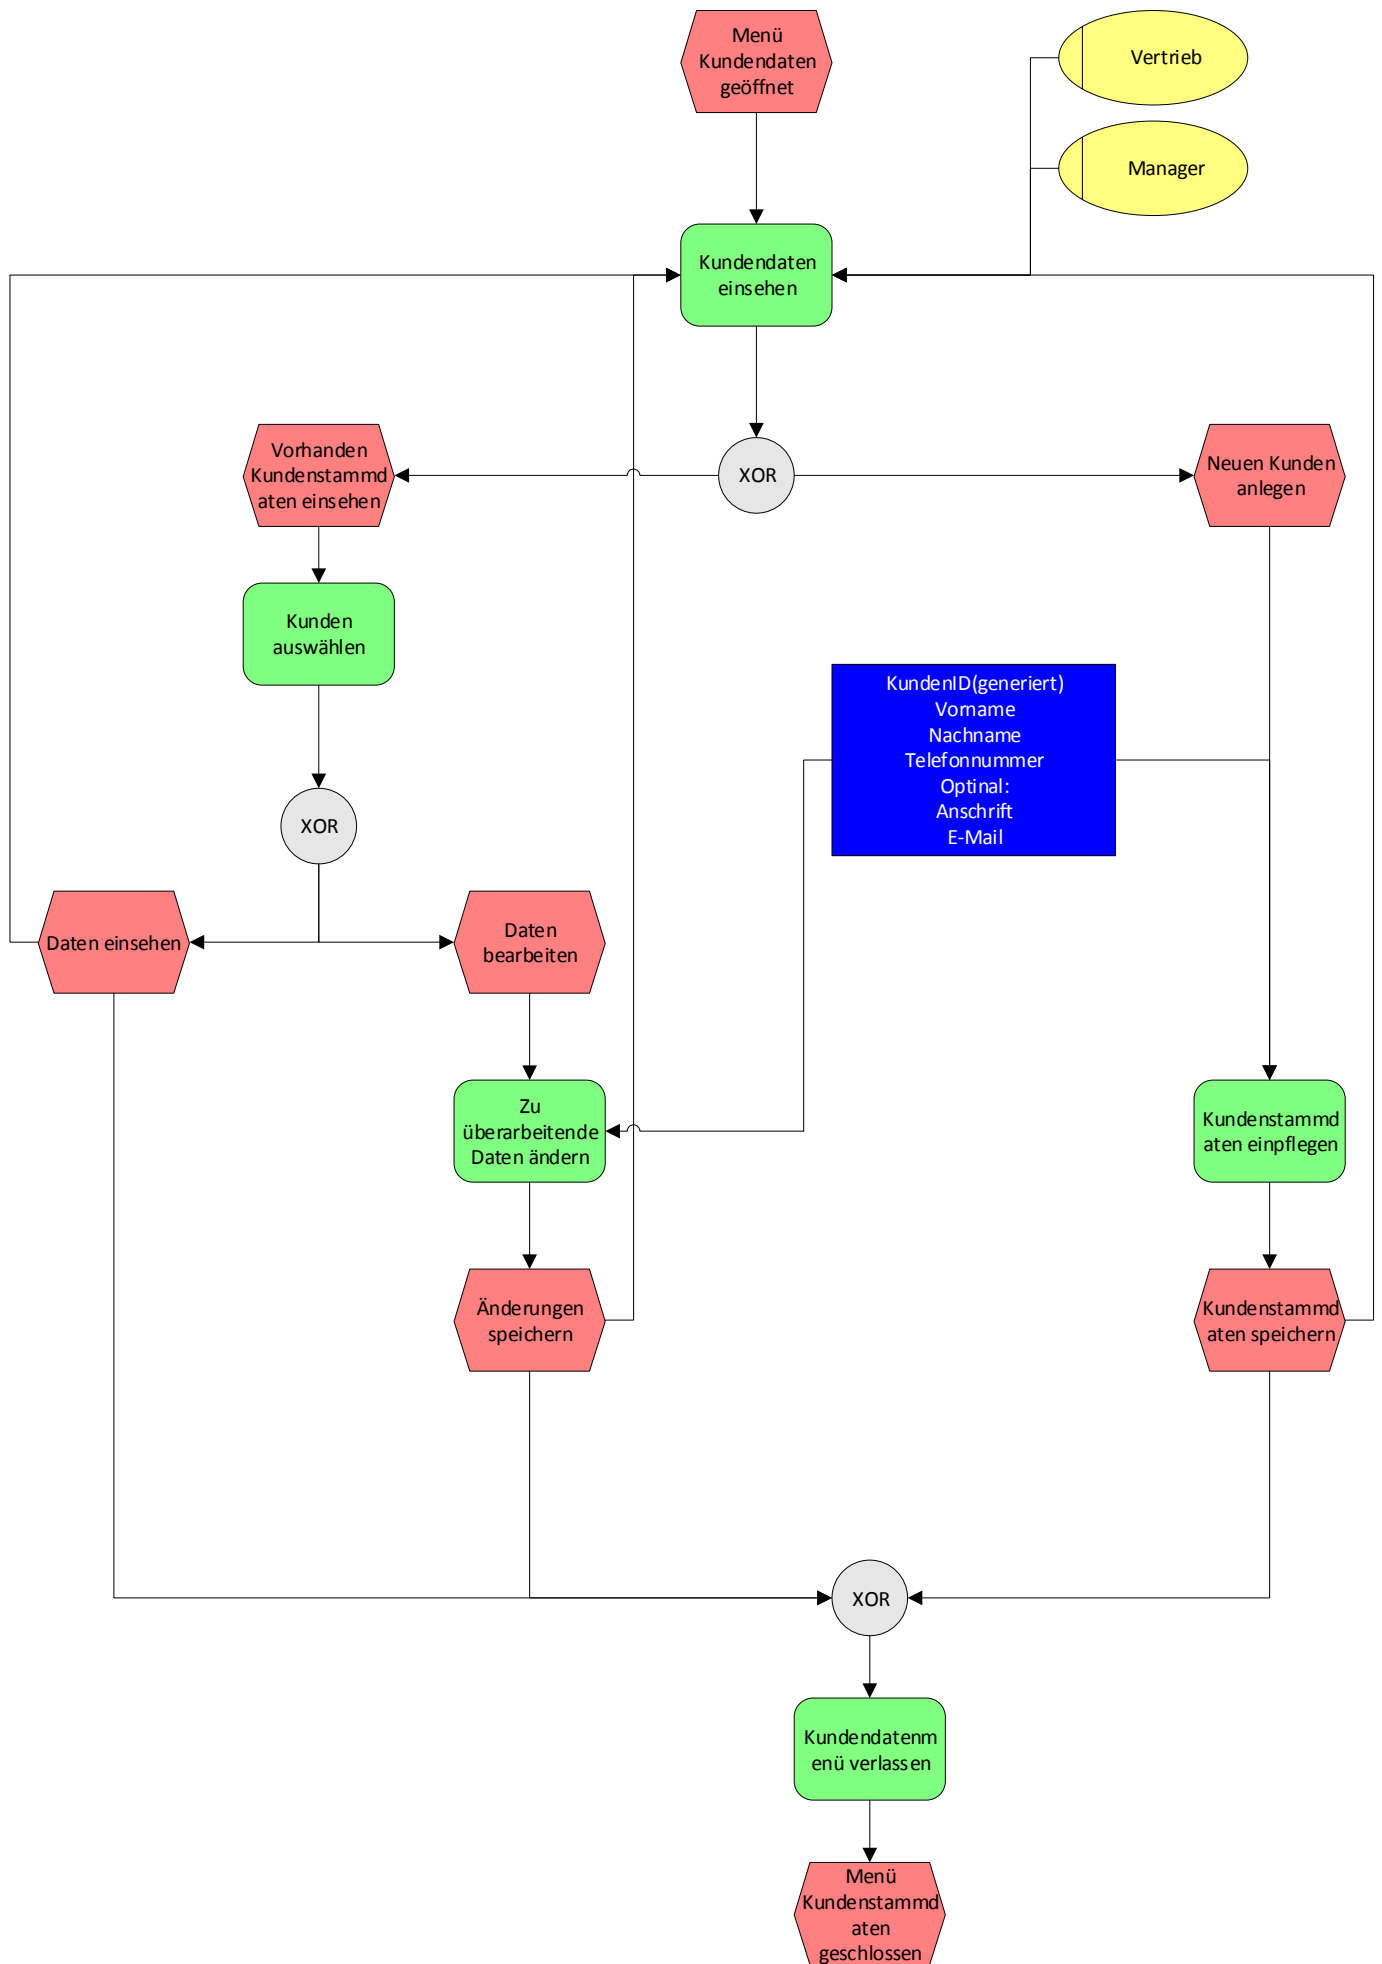 Menü
Kundendaten
geöffnet
Vertrieb
Manager
Kundendaten
einsehen
Vorhanden
Kundenstammd
aten einsehen
XOR
Neuen Kunden
anlegen
Kunden
auswählen
KundenID(generiert)
Vorname
Nachname
Telefonnummer
Optinal:
Anschrift
E-Mail
XOR
Daten einsehen
Daten
bearbeiten
Zu
überarbeitende
Daten ändern
Kundenstammd
aten einpflegen
Änderungen
speichern
Kundenstammd
aten speichern
XOR
Kundendatenm
enü verlassen
Menü
Kundenstammd
aten
geschlossen